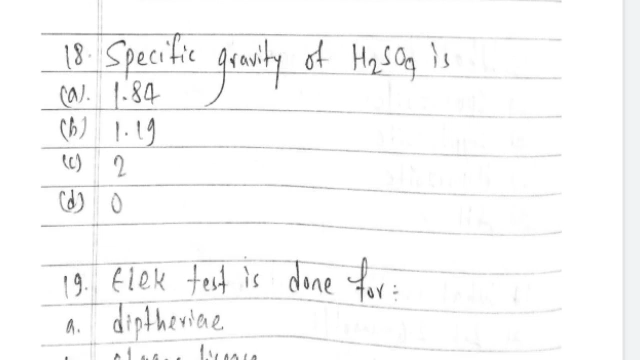 18. Specific gravity of H2SO4 is
(a). 1.84
(b) 1.19
(c) 2
(d) 0
19. Elek test is done for:
a. diptheriae